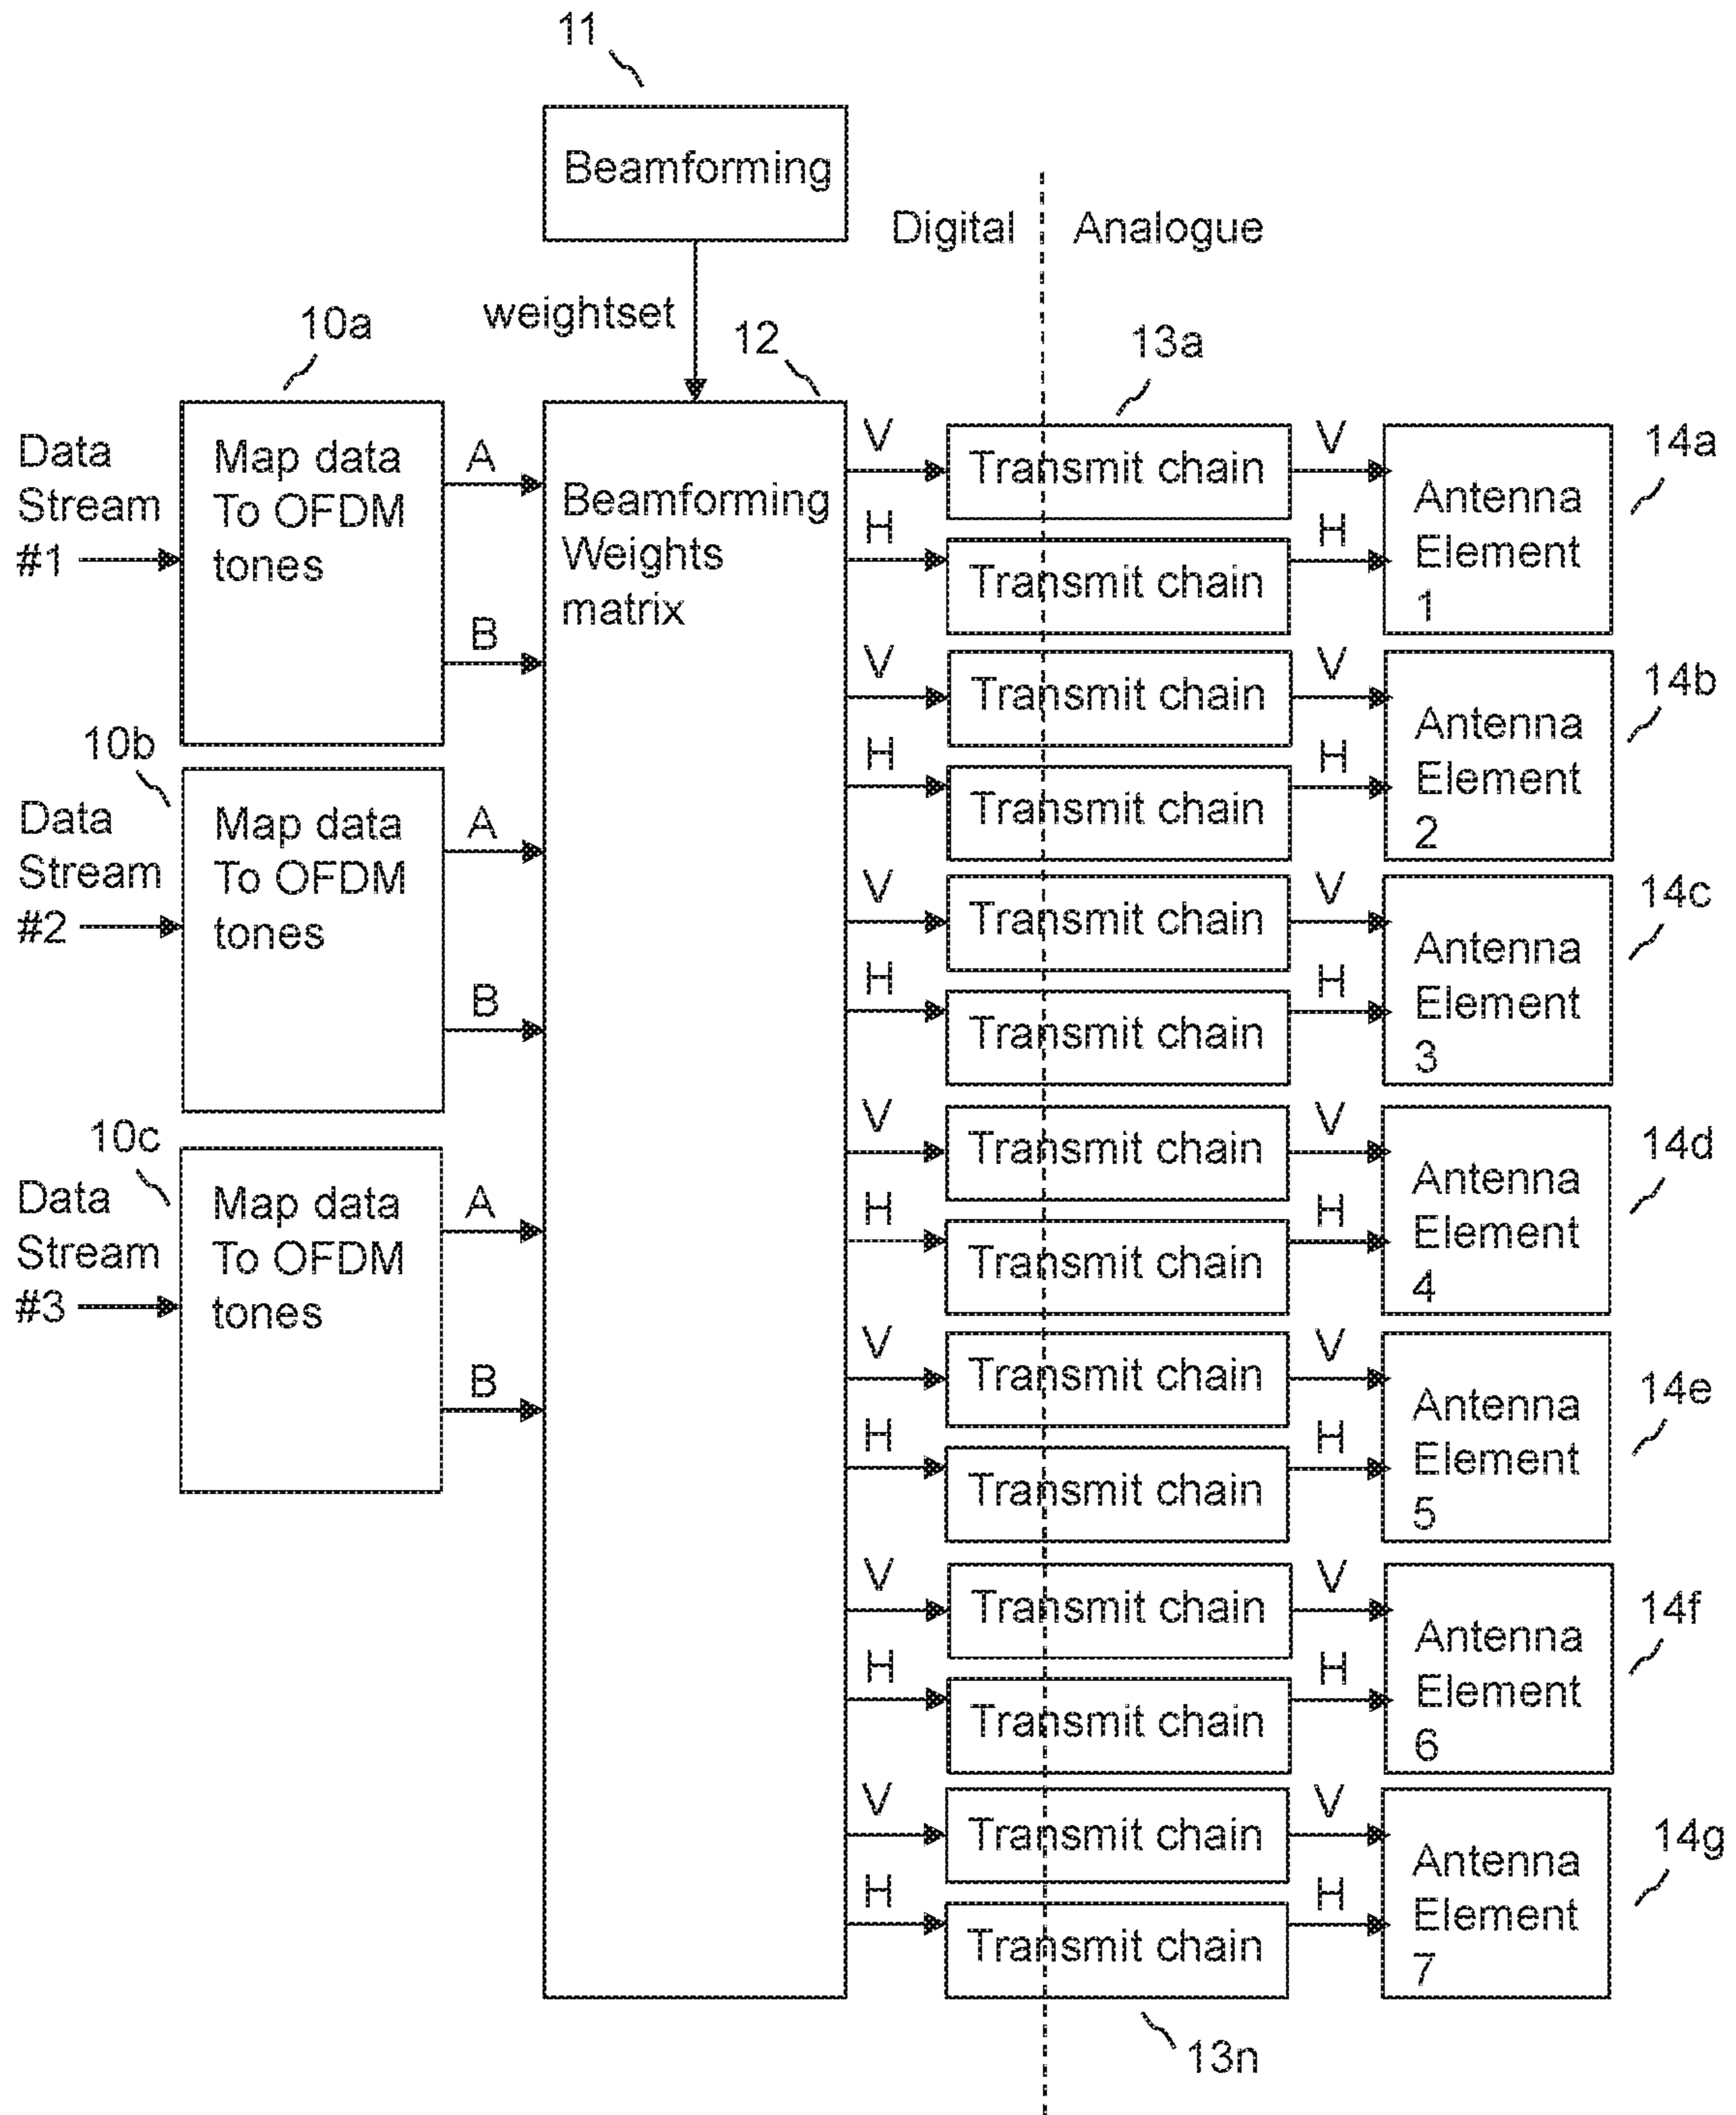 11
Beamforming
Digital
Analogue
weightset
10a
12
13a
Data
Stream
#1
Map data
To OFDM
tones
A
B
Beamforming
Weights
matrix
V
Transmit chain
V
H
Transmit chain
H
Antenna
Element
1
14a
V
Transmit chain
V
H
Transmit chain
H
Antenna
Element
2
14b
10b
Data
Stream
#2
Map data
To OFDM
tones
A
B
V
Transmit chain
V
H
Transmit chain
H
Antenna
Element
3
14c
10c
Data
Stream
#3
Map data
To OFDM
tones
A
B
V
Transmit chain
V
H
Transmit chain
H
Antenna
Element
4
14d
V
Transmit chain
V
H
Transmit chain
H
Antenna
Element
5
14e
V
Transmit chain
V
H
Transmit chain
H
Antenna
Element
6
14f
V
Transmit chain
V
H
Transmit chain
H
Antenna
Element
7
14g
13n